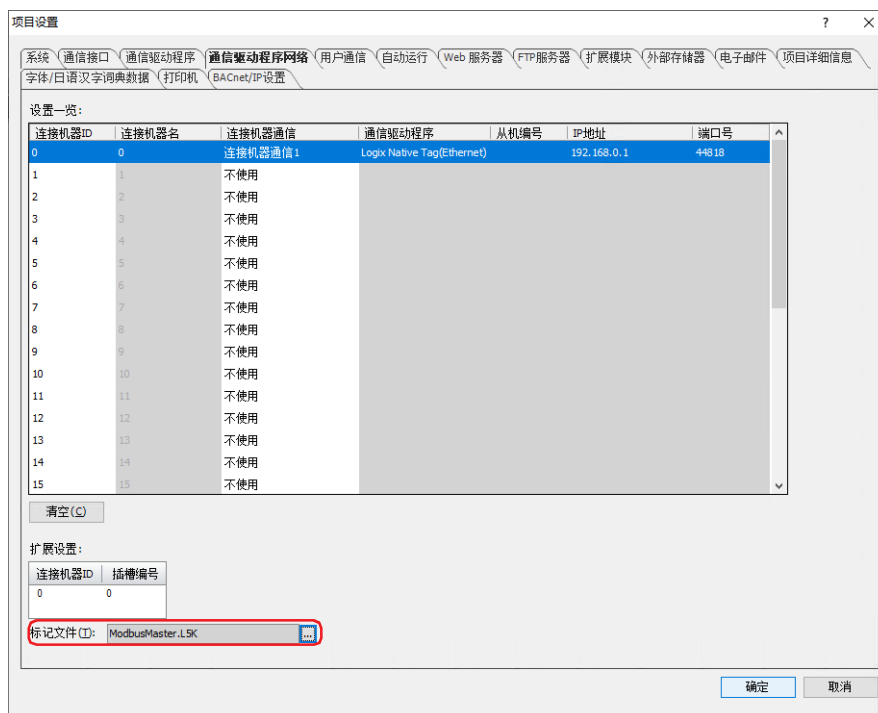 项目设置 ? ×
系统 通信接口 通信驱动程序 通信驱动程序网络 用户通信 自动运行 Web 服务器 FTP服务器 扩展模块 外部存储器 电子邮件 项目详细信息
字体/日语汉字词典数据 打印机 BACnet/IP设置
设置一览:
连接机器ID 连接机器名 连接机器通信 通信驱动程序 从机编号 IP地址 端口号
0 0 连接机器通信1 Logix Native Tag(Ethernet) 192.168.0.1 44818
1 1 不使用
2 2 不使用
3 3 不使用
4 4 不使用
5 5 不使用
6 6 不使用
7 7 不使用
8 8 不使用
9 9 不使用
10 10 不使用
11 11 不使用
12 12 不使用
13 13 不使用
14 14 不使用
15 15 不使用
清空(C)
扩展设置:
连接机器ID 插槽编号
0 0
标记文件(T): ModbusMaster.L5K ...
确定 取消